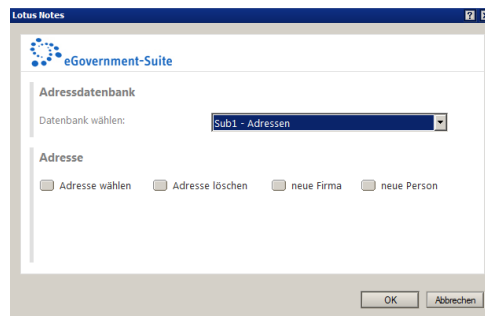 Lotus Notes
eGovernment-Suite
Adressdatenbank
Datenbank wählen: Sub1 - Adressen
Adresse
Adresse wählen Adresse löschen neue Firma neue Person
OK Abbrechen